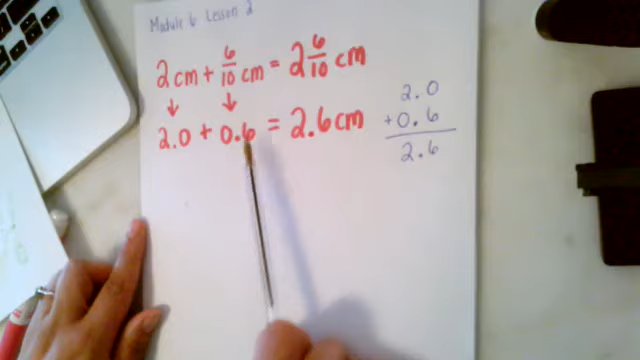 Module 6 Lesson 2
2 cm + 6/10 cm = 2 6/10 cm
↓ ↓
2.0 + 0.6 = 2.6 cm
2.0
+ 0.6
2.6